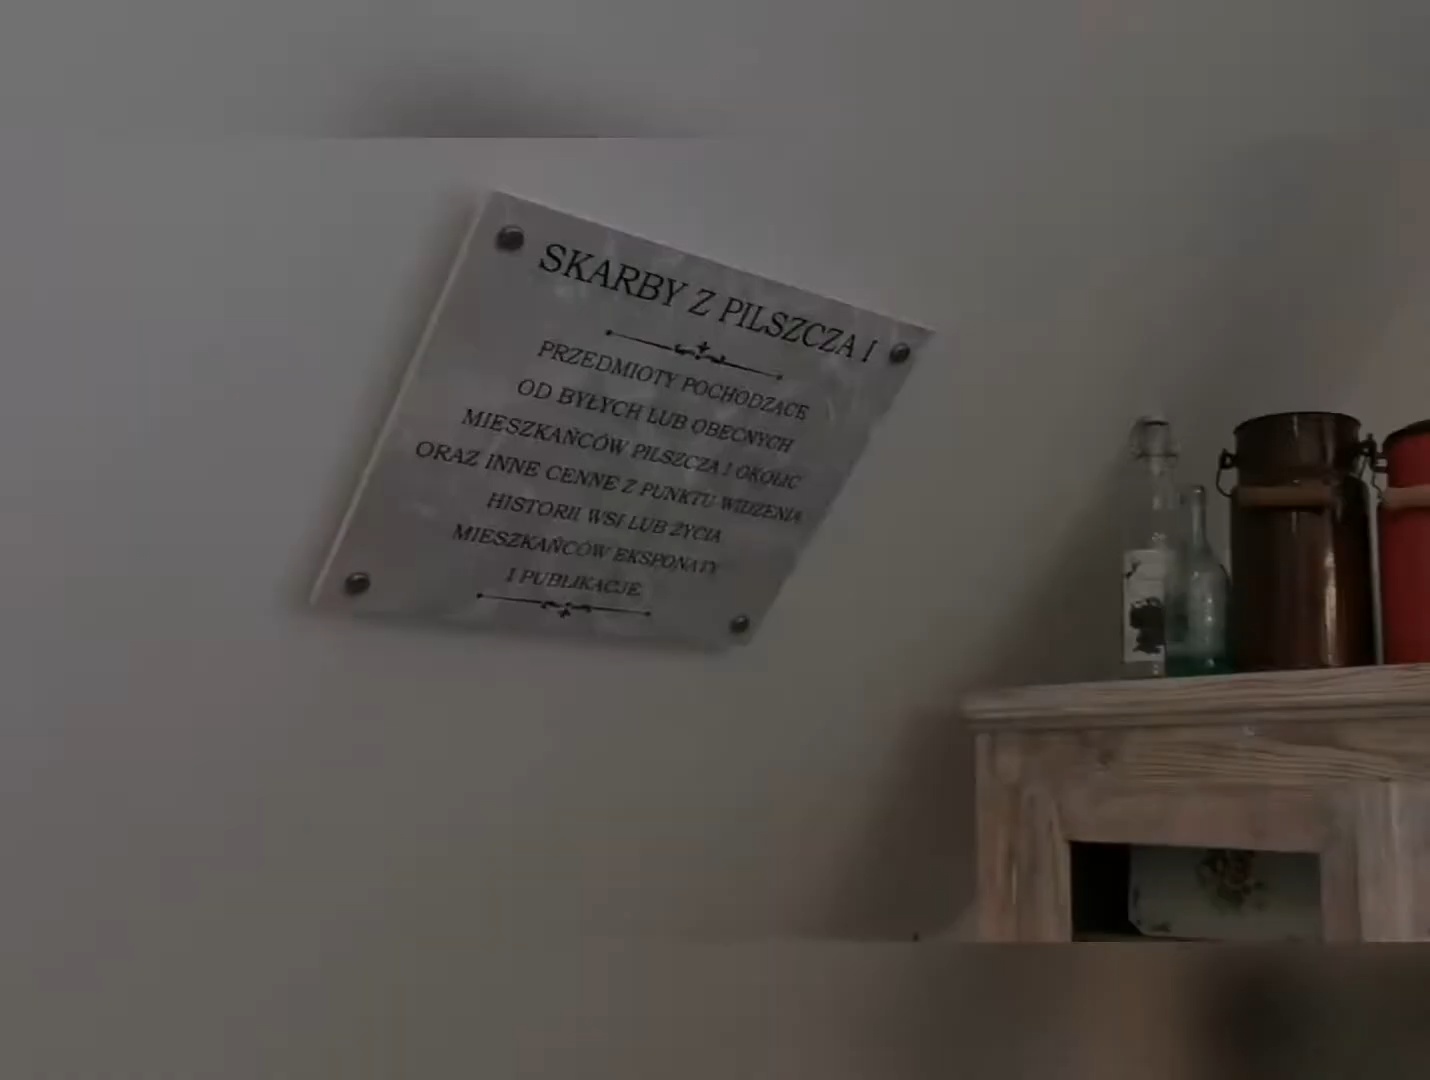 SKARBY Z PILSZCZA I
PRZEDMIOTY POCHODZĄCE
OD BYŁYCH LUB OBECNYCH
MIESZKAŃCÓW PILSZCZA I OKOLIC
ORAZ INNE CENNE Z PUNKTU WIDZENIA
HISTORII WSI LUB ŻYCIA
MIESZKAŃCÓW EKSPONATY
I PUBLIKACJE